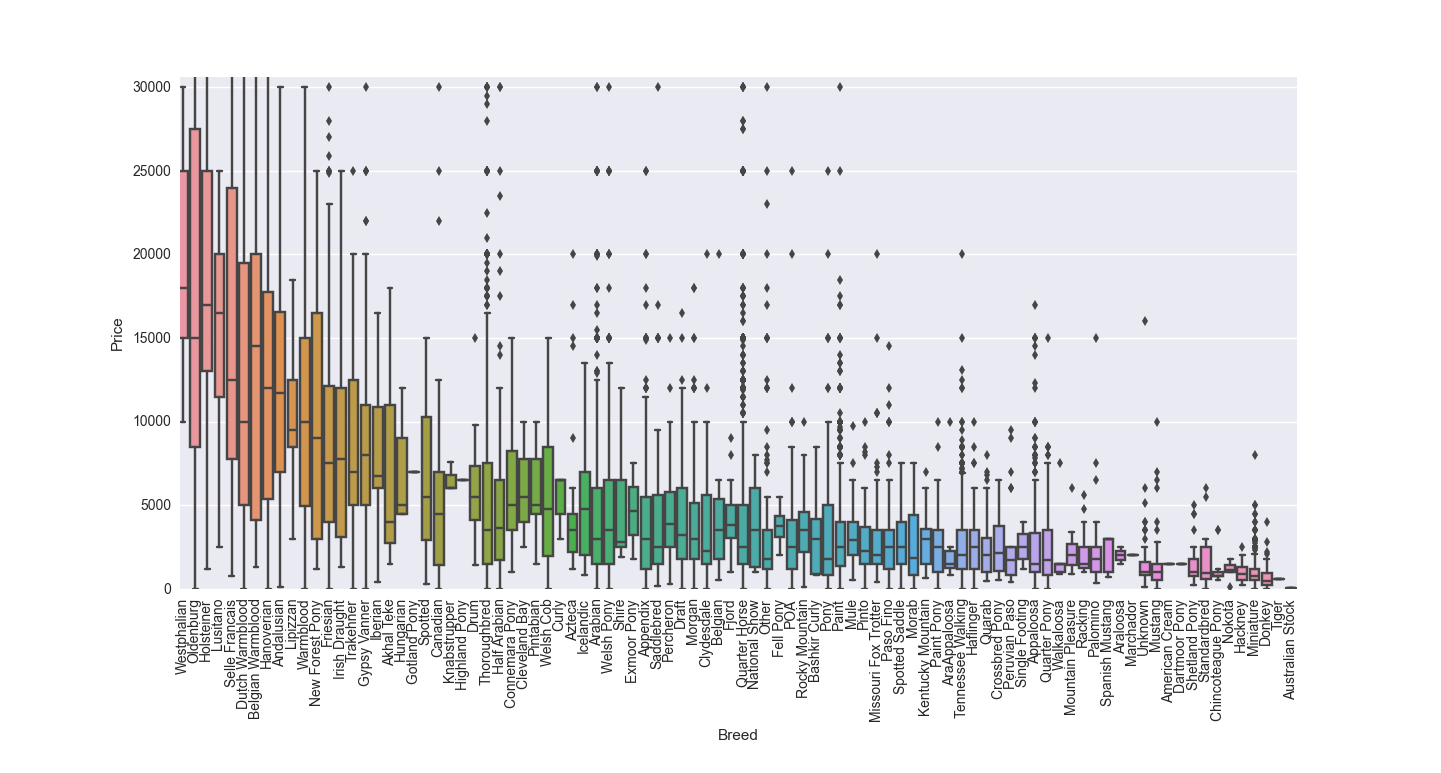 30000
25000
20000
15000
10000
5000
0
Price
Westphalian
Oldenburg
Holsteiner
Lusitano
Selle Francais
Dutch Warmblood
Belgian Warmblood
Hanoverian
Andalusian
Lipizzan
Warmblood
New Forest Pony
Friesian
Irish Draught
Trakehner
Gypsy Vanner
Iberian
Akhal Teke
Hungarian
Gotland Pony
Spotted
Canadian
Knabstrupper
Highland Pony
Drum
Thoroughbred
Half Arabian
Connemara Pony
Cleveland Bay
Pintabian
Welsh Cob
Curly
Azteca
Icelandic
Arabian
Welsh Pony
Shire
Exmoor Pony
Appendix
Saddlebred
Percheron
Draft
Morgan
Clydesdale
Belgian
Fjord
Quarter Horse
National Show
Other
Fell Pony
POA
Rocky Mountain
Bashkir Curly
Pony
Paint
Mule
Pinto
Missouri Fox Trotter
Paso Fino
Spotted Saddle
Morab
Kentucky Mountain
Paint Pony
AraAppaloosa
Tennessee Walking
Haflinger
Quarab
Crossbred Pony
Peruvian Paso
Single Footing
Appaloosa
Quarter Pony
Walkaloosa
Mountain Pleasure
Racking
Palomino
Spanish Mustang
Araloosa
Marchador
Unknown
Mustang
American Cream
Dartmoor Pony
Shetland Pony
Standardbred
Chincoteague Pony
Nokota
Hackney
Miniature
Donkey
Tiger
Australian Stock
Breed